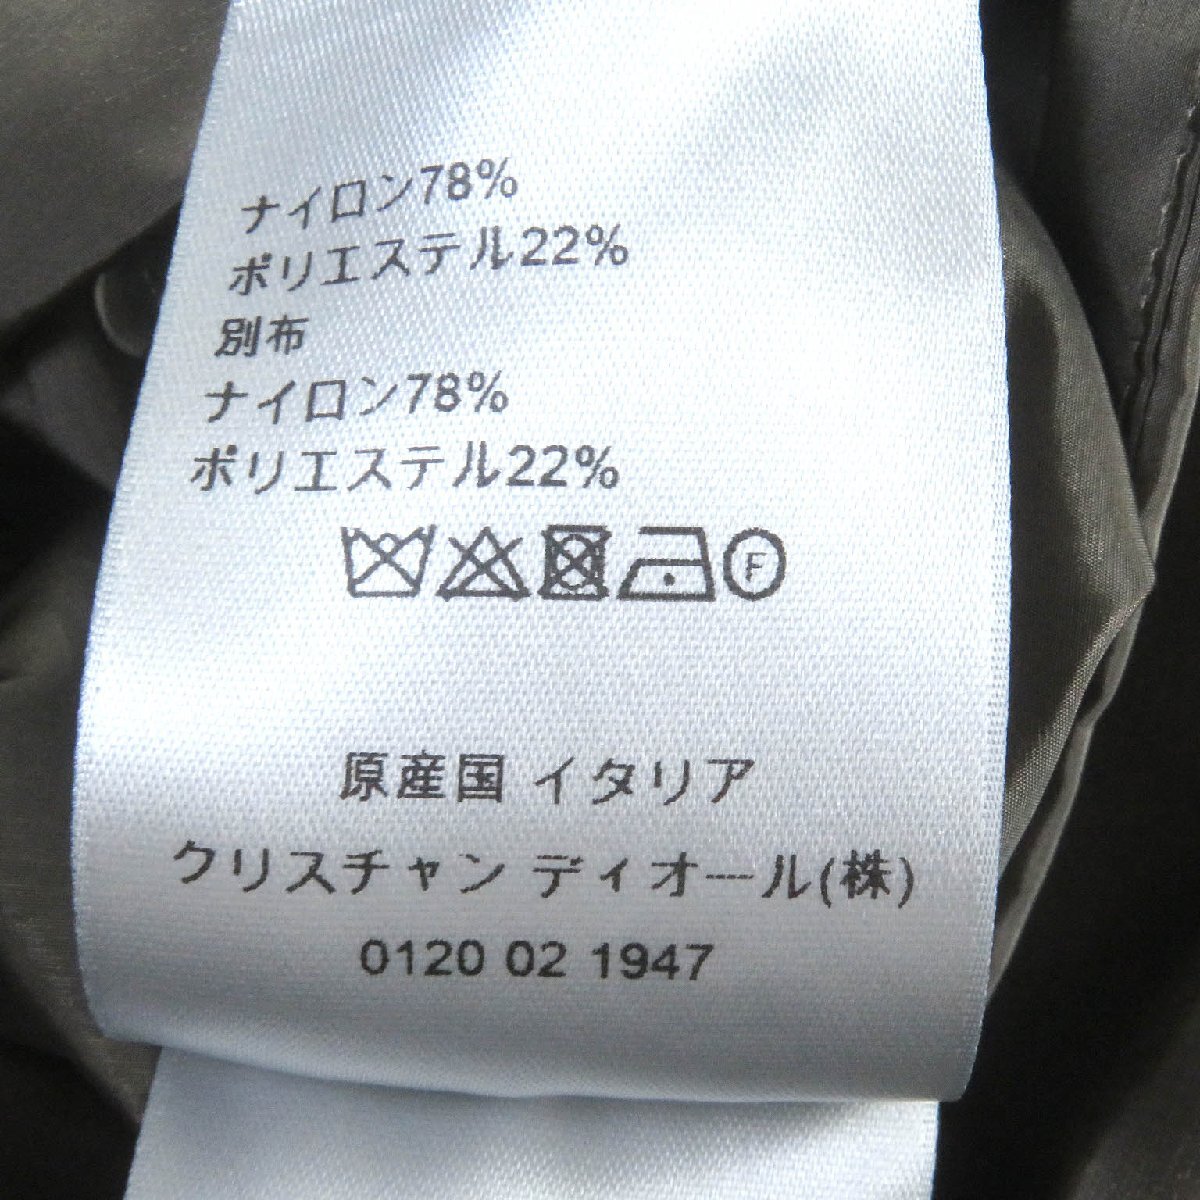 ナイロン78%
ポリエステル22%
別布
ナイロン78%
ポリエステル22%
F
原産国 イタリア
クリスチャン ディオール(株)
0120 02 1947